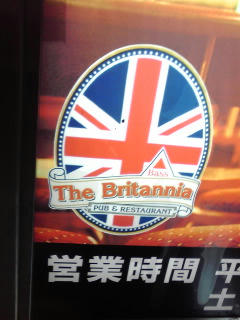 Bass
The Britannia
PUB & RESTAURANT
営業時間 平
土